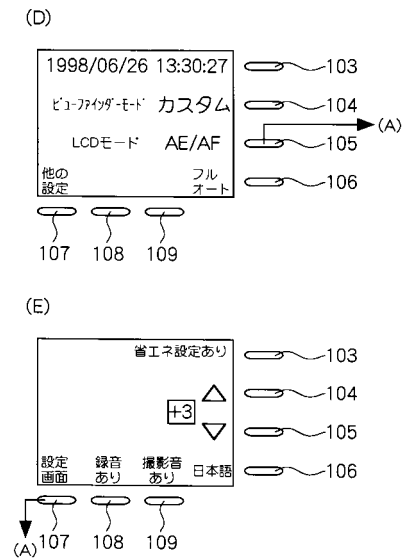 (D)
1998/06/26 13:30:27
103
ﾋﾞｭｰﾌｧｲﾝﾀﾞｰﾓｰﾄﾞ カスタム
104
(A)
LCDモード AE/AF
105
他の
設定
フル
オート
106
107 108 109
(E)
省エネ設定あり
103
104
+3
105
設定
画面
録音
あり
撮影音
あり
日本語
106
(A)
107 108 109